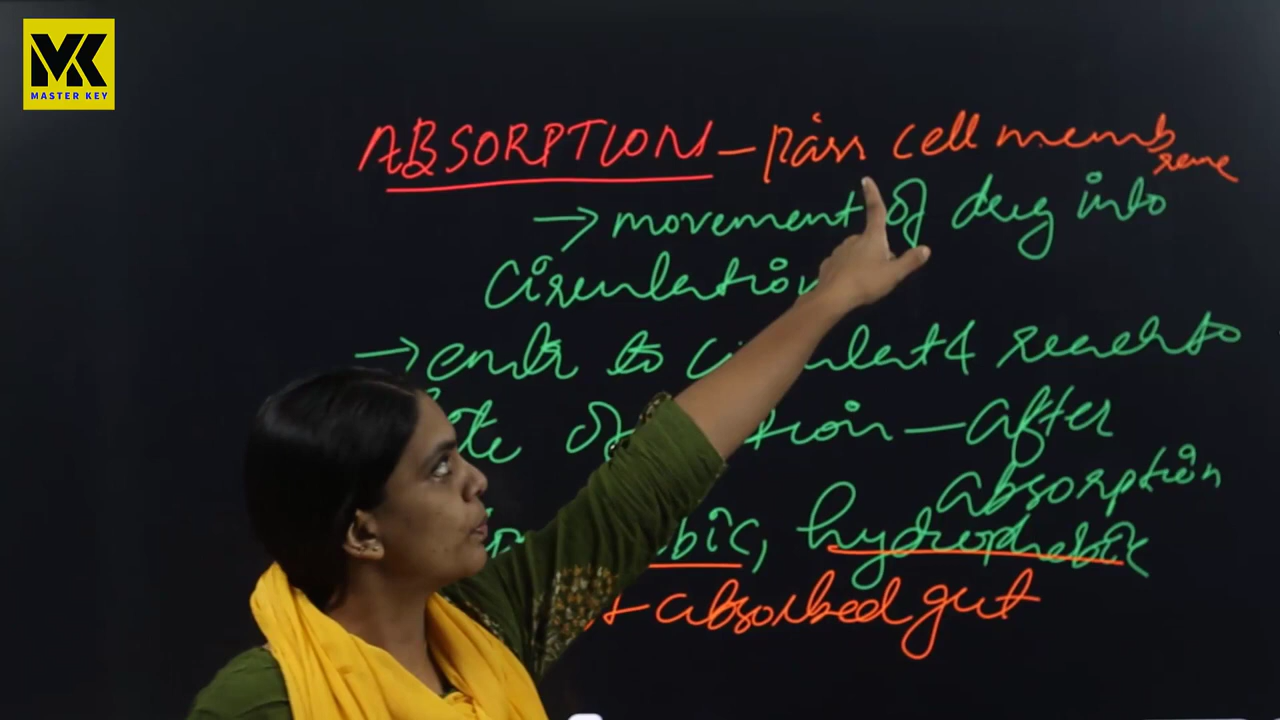 MASTER KEY
ABSORPTION – pass cell membrane
→ movement of drug into
circulation
→ enter to circulat & reach to
of – after
absorption
, hydrophobic
absorbed gut